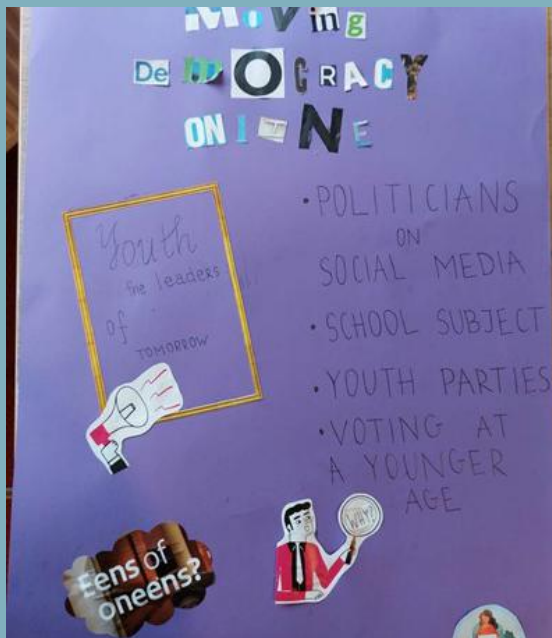 MoVing
DeMOCRACY
ONLINE
Youth
the leaders
of
TOMORROW
• POLITICIANS
ON
SOCIAL MEDIA
• SCHOOL SUBJECT
• YOUTH PARTIES
• VOTING AT
A YOUNGER
AGE
WHY?
Eens of
oneens?